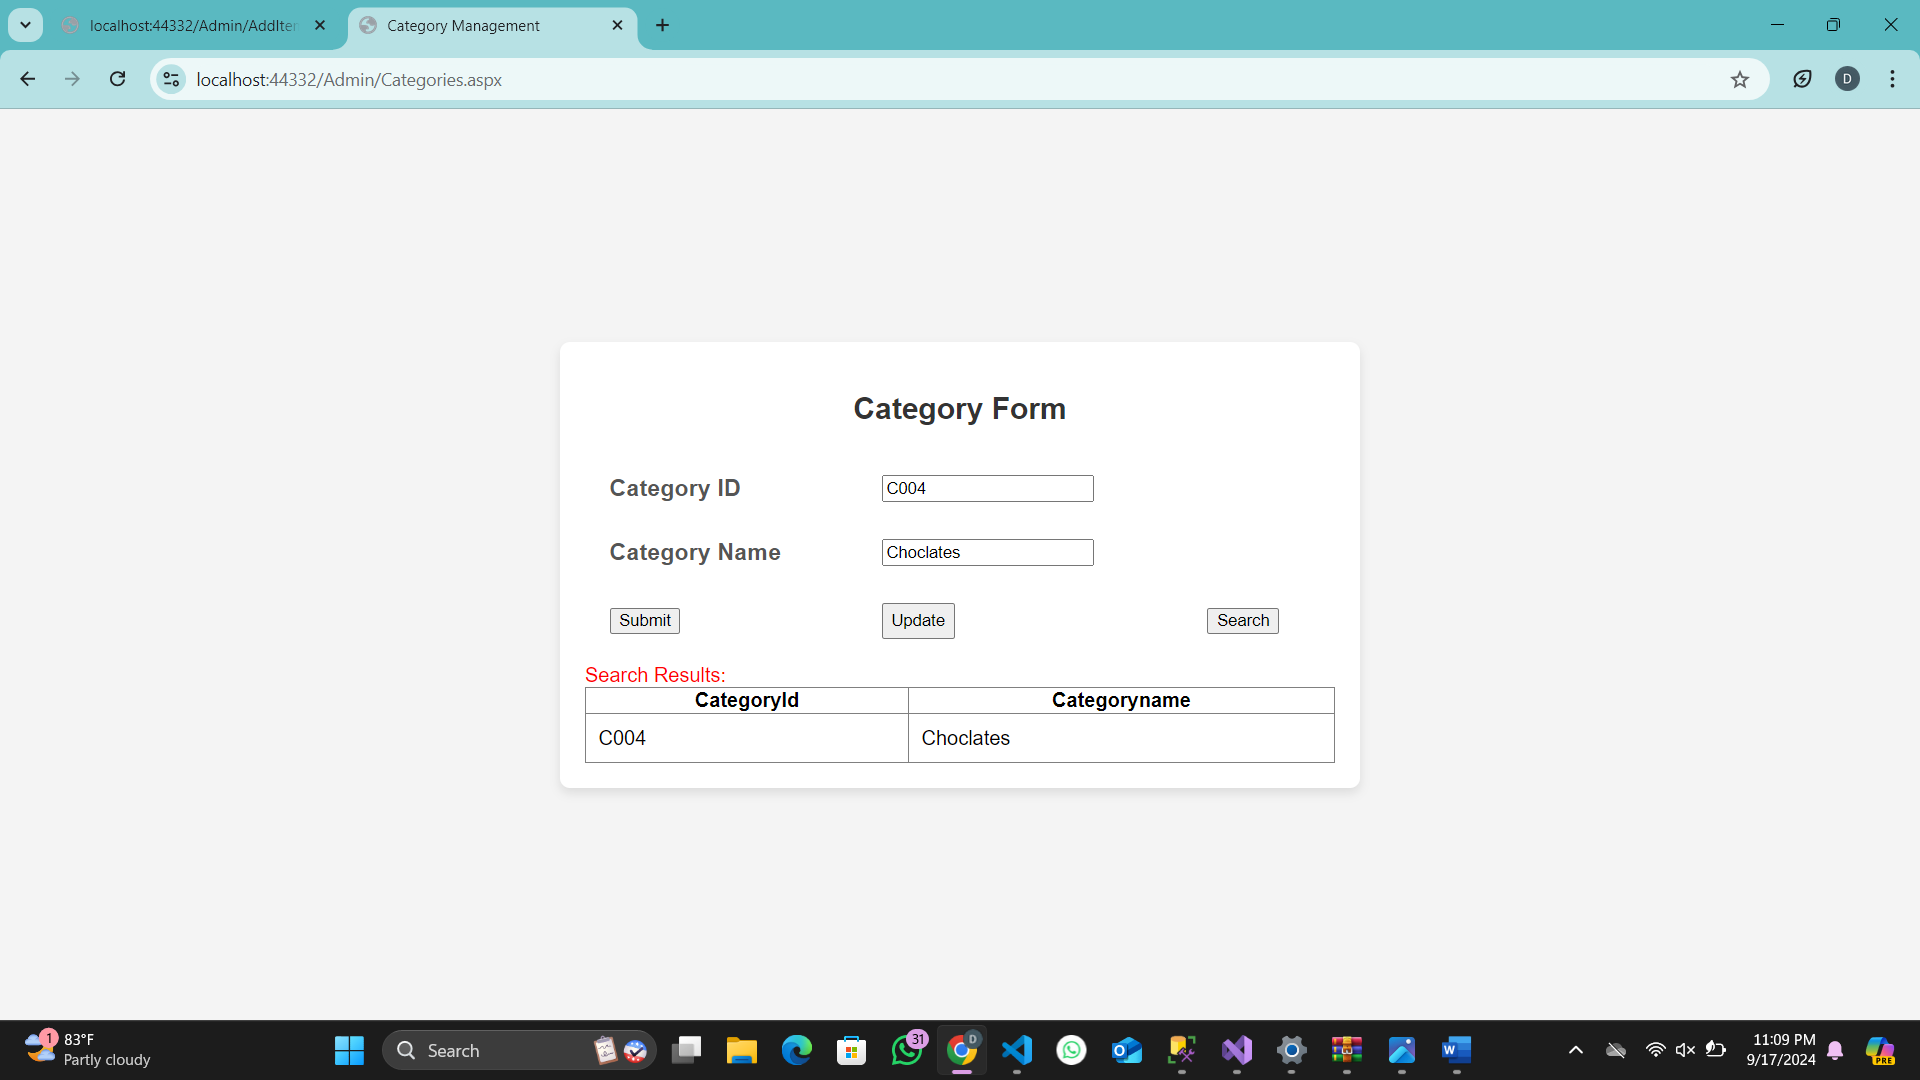 localhost:44332/Admin/AddIter
Category Management
localhost:44332/Admin/Categories.aspx
D
Category Form
Category ID
C004
Category Name
Choclates
Submit
Update
Search
Search Results:
CategoryId
Categoryname
C004
Choclates
1
83°F
Partly cloudy
Search
31
D
11:09 PM
9/17/2024
PRE